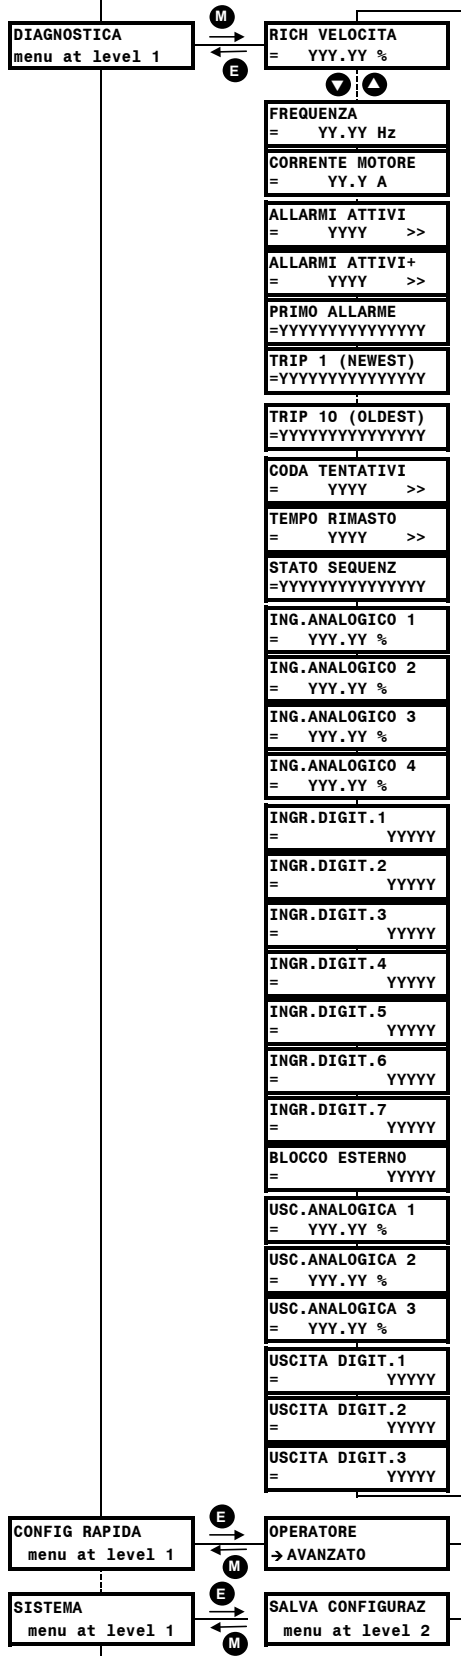 M
DIAGNOSTICA
menu at level 1
E
RICH VELOCITA
= YYY.YY %
FREQUENZA
= YY.YY Hz
CORRENTE MOTORE
= YY.Y A
ALLARMI ATTIVI
= YYYY >>
ALLARMI ATTIVI+
= YYYY >>
PRIMO ALLARME
=YYYYYYYYYYYYYYY
TRIP 1 (NEWEST)
=YYYYYYYYYYYYYYY
TRIP 10 (OLDEST)
=YYYYYYYYYYYYYYY
CODA TENTATIVI
= YYYY >>
TEMPO RIMASTO
= YYYY >>
STATO SEQUENZ
=YYYYYYYYYYYYYYY
ING.ANALOGICO 1
= YYY.YY %
ING.ANALOGICO 2
= YYY.YY %
ING.ANALOGICO 3
= YYY.YY %
ING.ANALOGICO 4
= YYY.YY %
INGR.DIGIT.1
= YYYYY
INGR.DIGIT.2
= YYYYY
INGR.DIGIT.3
= YYYYY
INGR.DIGIT.4
= YYYYY
INGR.DIGIT.5
= YYYYY
INGR.DIGIT.6
= YYYYY
INGR.DIGIT.7
= YYYYY
BLOCCO ESTERNO
= YYYYY
USC.ANALOGICA 1
= YYY.YY %
USC.ANALOGICA 2
= YYY.YY %
USC.ANALOGICA 3
= YYY.YY %
USCITA DIGIT.1
= YYYYY
USCITA DIGIT.2
= YYYYY
USCITA DIGIT.3
= YYYYY
CONFIG RAPIDA
menu at level 1
E
M
OPERATORE
→ AVANZATO
SISTEMA
menu at level 1
E
M
SALVA CONFIGURAZ
menu at level 2